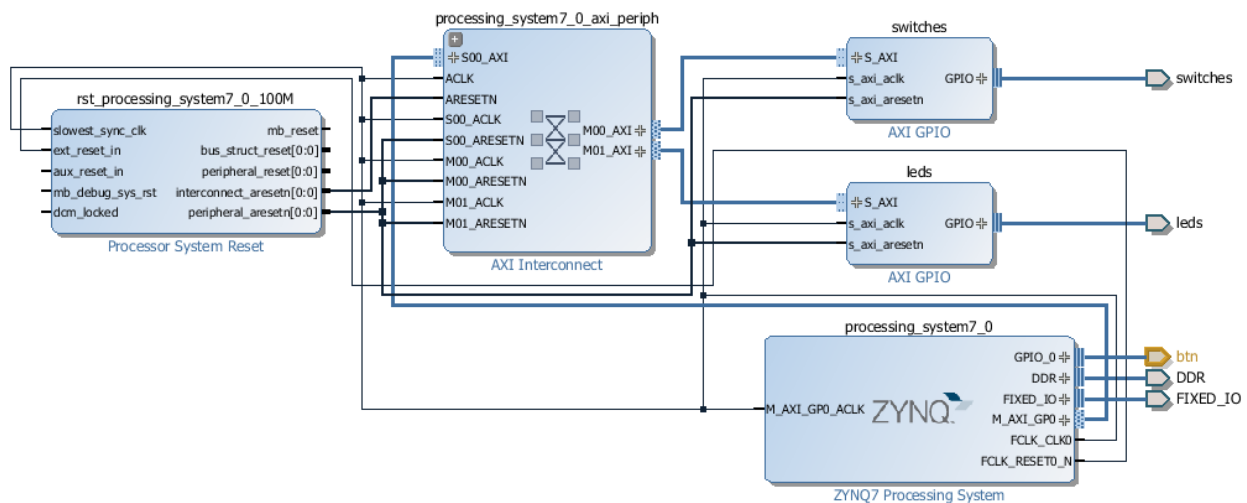 processing_system7_0_axi_periph
S00_AXI
ACLK
ARESETN
S00_ACLK
S00_ARESETN
M00_ACLK
M00_ARESETN
M01_ACLK
M01_ARESETN
M00_AXI
M01_AXI
AXI Interconnect
rst_processing_system7_0_100M
slowest_sync_clk
ext_reset_in
aux_reset_in
mb_debug_sys_rst
dcm_locked
mb_reset
bus_struct_reset[0:0]
peripheral_reset[0:0]
interconnect_aresetn[0:0]
peripheral_aresetn[0:0]
Processor System Reset
switches
S_AXI
s_axi_aclk
s_axi_aresetn
GPIO
AXI GPIO
switches
leds
S_AXI
s_axi_aclk
s_axi_aresetn
GPIO
AXI GPIO
leds
processing_system7_0
M_AXI_GP0_ACLK
ZYNQ
GPIO_0
DDR
FIXED_IO
M_AXI_GP0
FCLK_CLK0
FCLK_RESET0_N
ZYNQ7 Processing System
btn
DDR
FIXED_IO